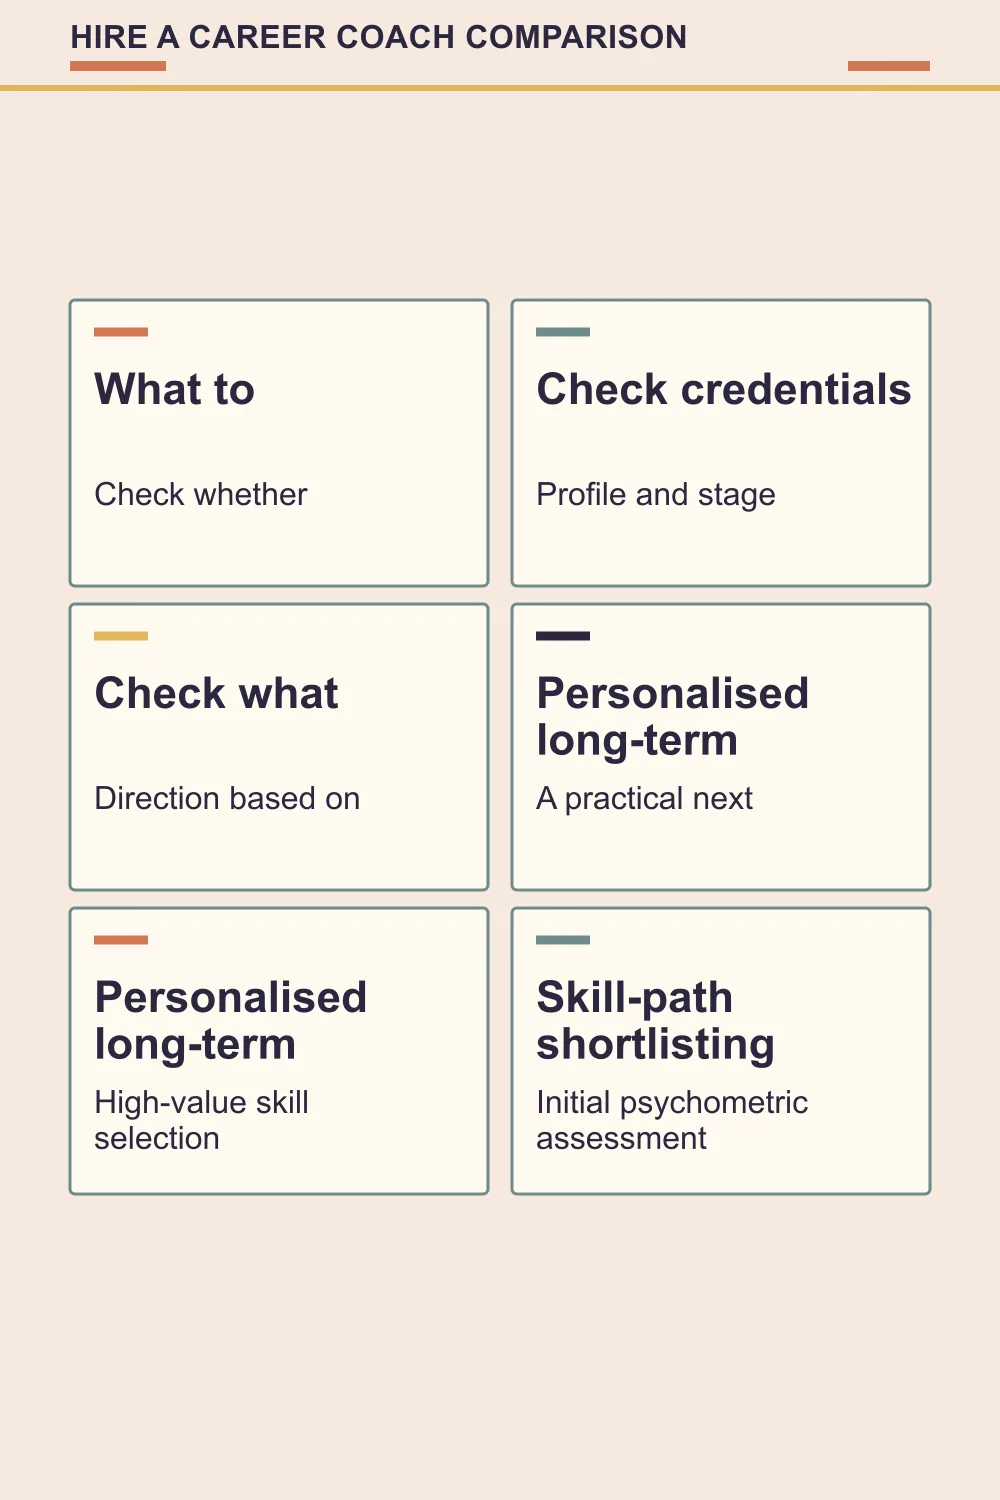 HIRE A CAREER COACH COMPARISON
What to
Check whether
Check credentials
Profile and stage
Check what
Direction based on
Personalised
long-term
A practical next
Personalised
long-term
High-value skill
selection
Skill-path
shortlisting
Initial psychometric
assessment